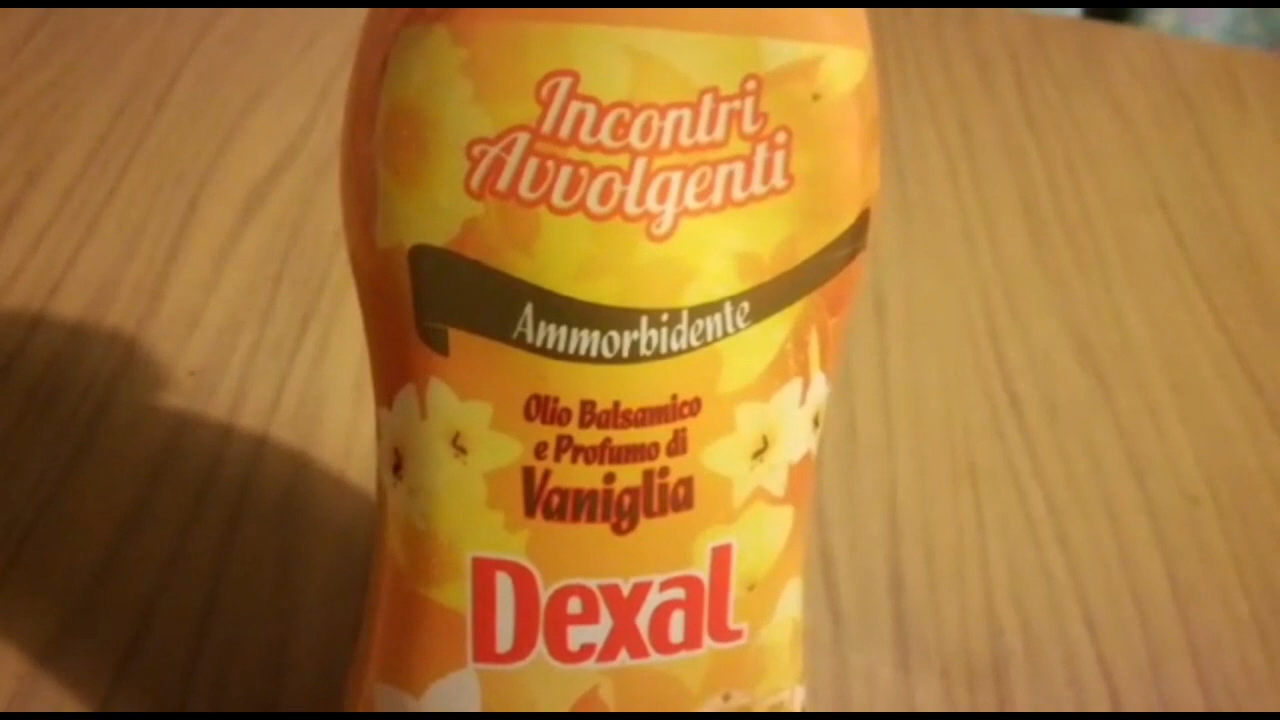 Incontri
Avvolgenti
Ammorbidente
Olio Balsamico
e Profumo di
Vaniglia
Dexal